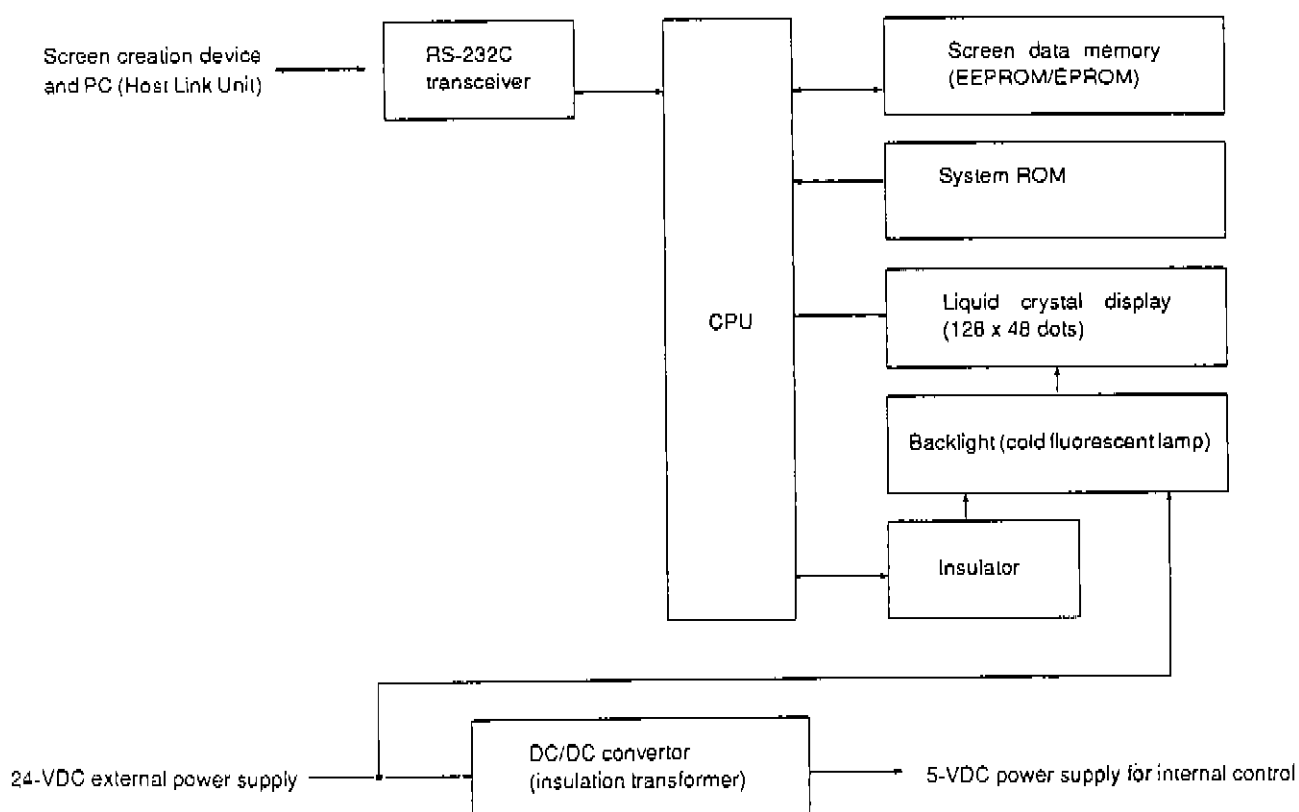 Screen creation device
and PC (Host Link Unit)
RS-232C
transceiver
CPU
Screen data memory
(EEPROM/EPROM)
System ROM
Liquid crystal display
(128 x 48 dots)
Backlight (cold fluorescent lamp)
Insulator
24-VDC external power supply
DC/DC convertor
(insulation transformer)
5-VDC power supply for internal control